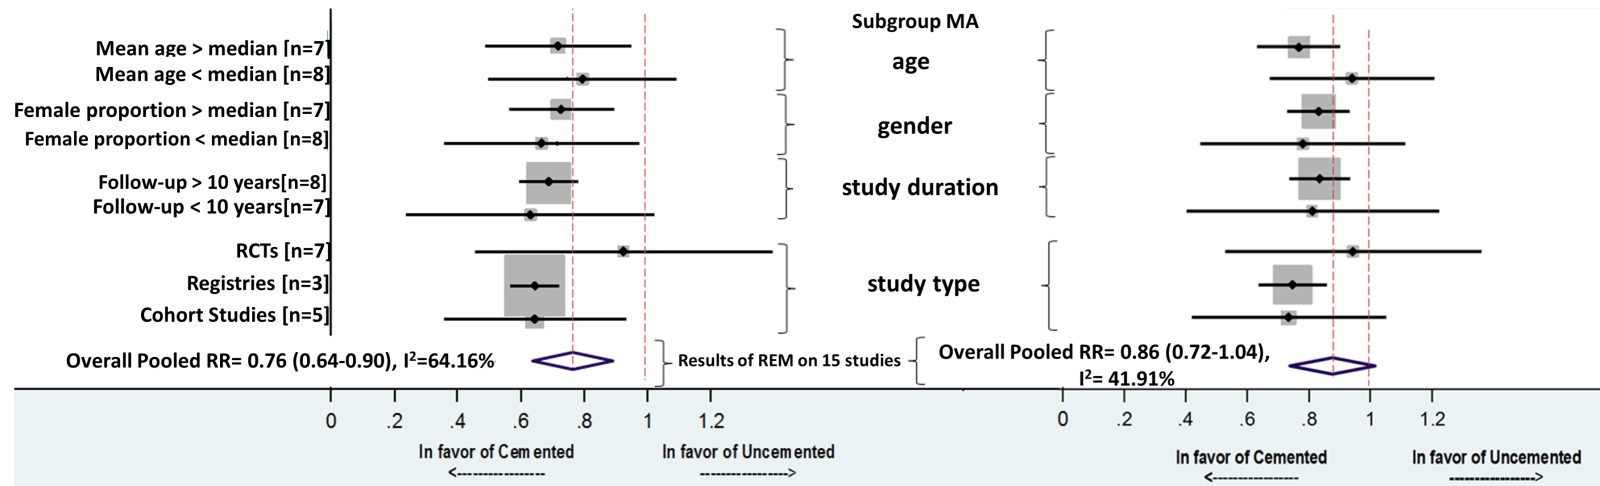 Subgroup MA
Mean age > median [n=7]
Mean age < median [n=8]
age
Female proportion > median [n=7]
Female proportion < median [n=8]
gender
Follow-up > 10 years[n=8]
Follow-up < 10 years[n=7]
study duration
RCTs [n=7]
Registries [n=3]
Cohort Studies [n=5]
study type
Overall Pooled RR= 0.76 (0.64-0.90), I²=64.16%
Results of REM on 15 studies
Overall Pooled RR= 0.86 (0.72-1.04),
I²= 41.91%
0 .2 .4 .6 .8 1 1.2
In favor of Cemented In favor of Uncemented
<--------------- --------------->
0 .2 .4 .6 .8 1 1.2
In favor of Cemented In favor of Uncemented
<--------------- --------------->